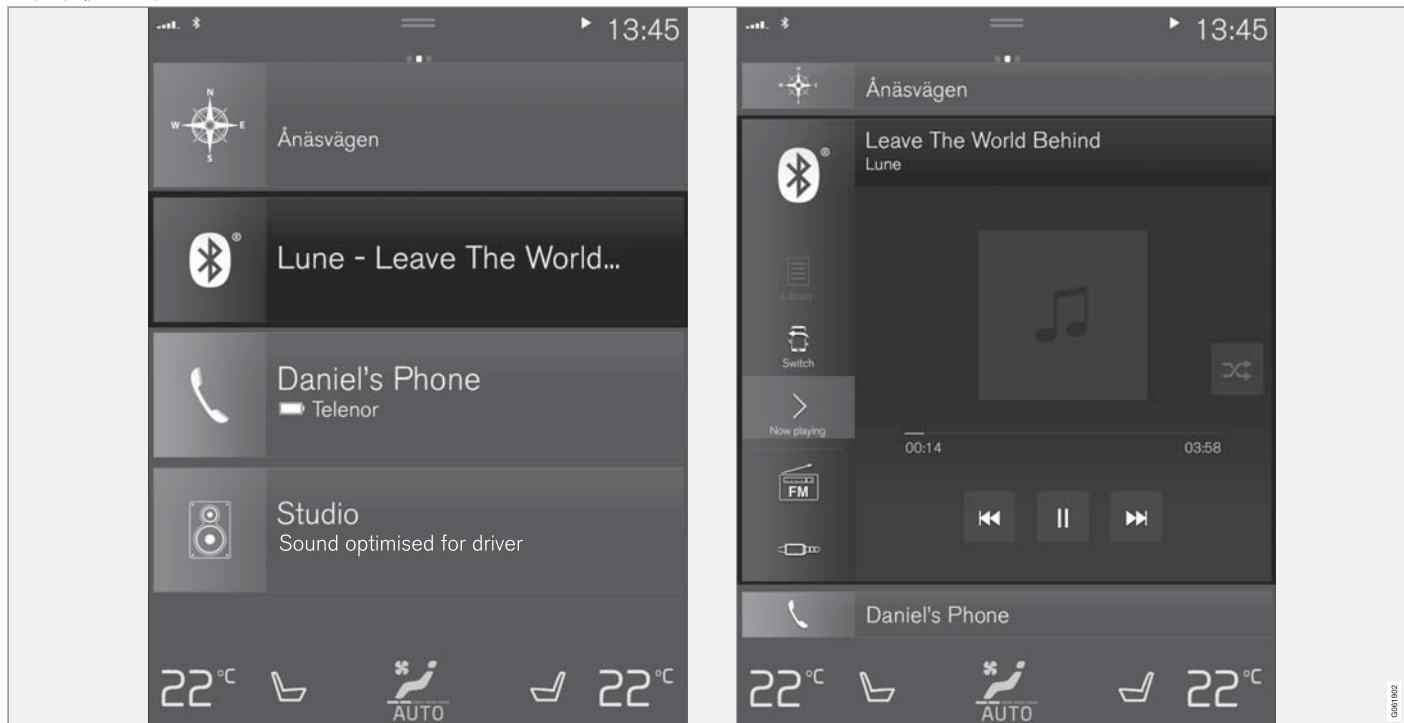 13:45
N
W E
S
Ånäsvägen
®
Lune - Leave The World...
Daniel's Phone
Telenor
Studio
Sound optimised for driver
22°C
AUTO
22°C
13:45
Ånäsvägen
®
Leave The World Behind
Lune
Library
Switch
Now playing
00:14 03:58
FM
Daniel's Phone
22°C
AUTO
22°C
G061902